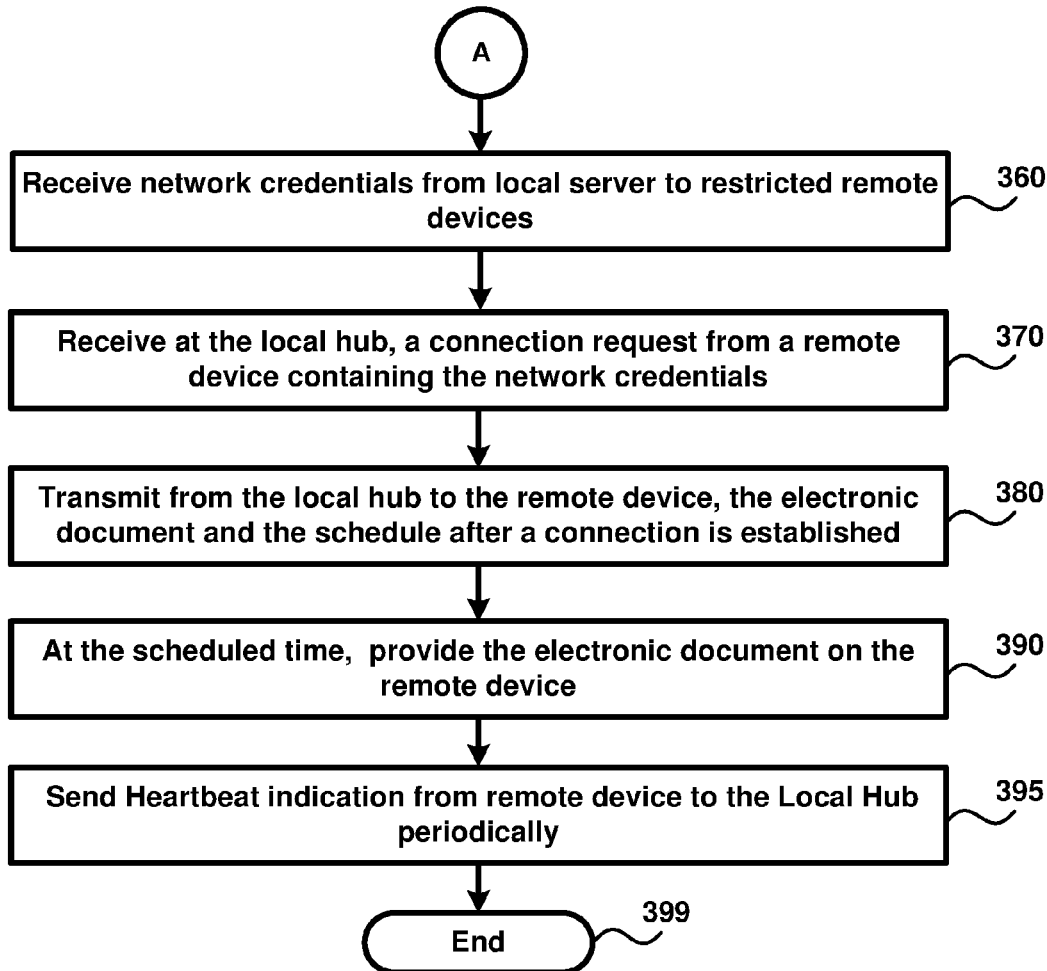 A
Receive network credentials from local server to restricted remote
devices
360
Receive at the local hub, a connection request from a remote
device containing the network credentials
370
Transmit from the local hub to the remote device, the electronic
document and the schedule after a connection is established
380
At the scheduled time, provide the electronic document on the
remote device
390
Send Heartbeat indication from remote device to the Local Hub
periodically
395
End
399